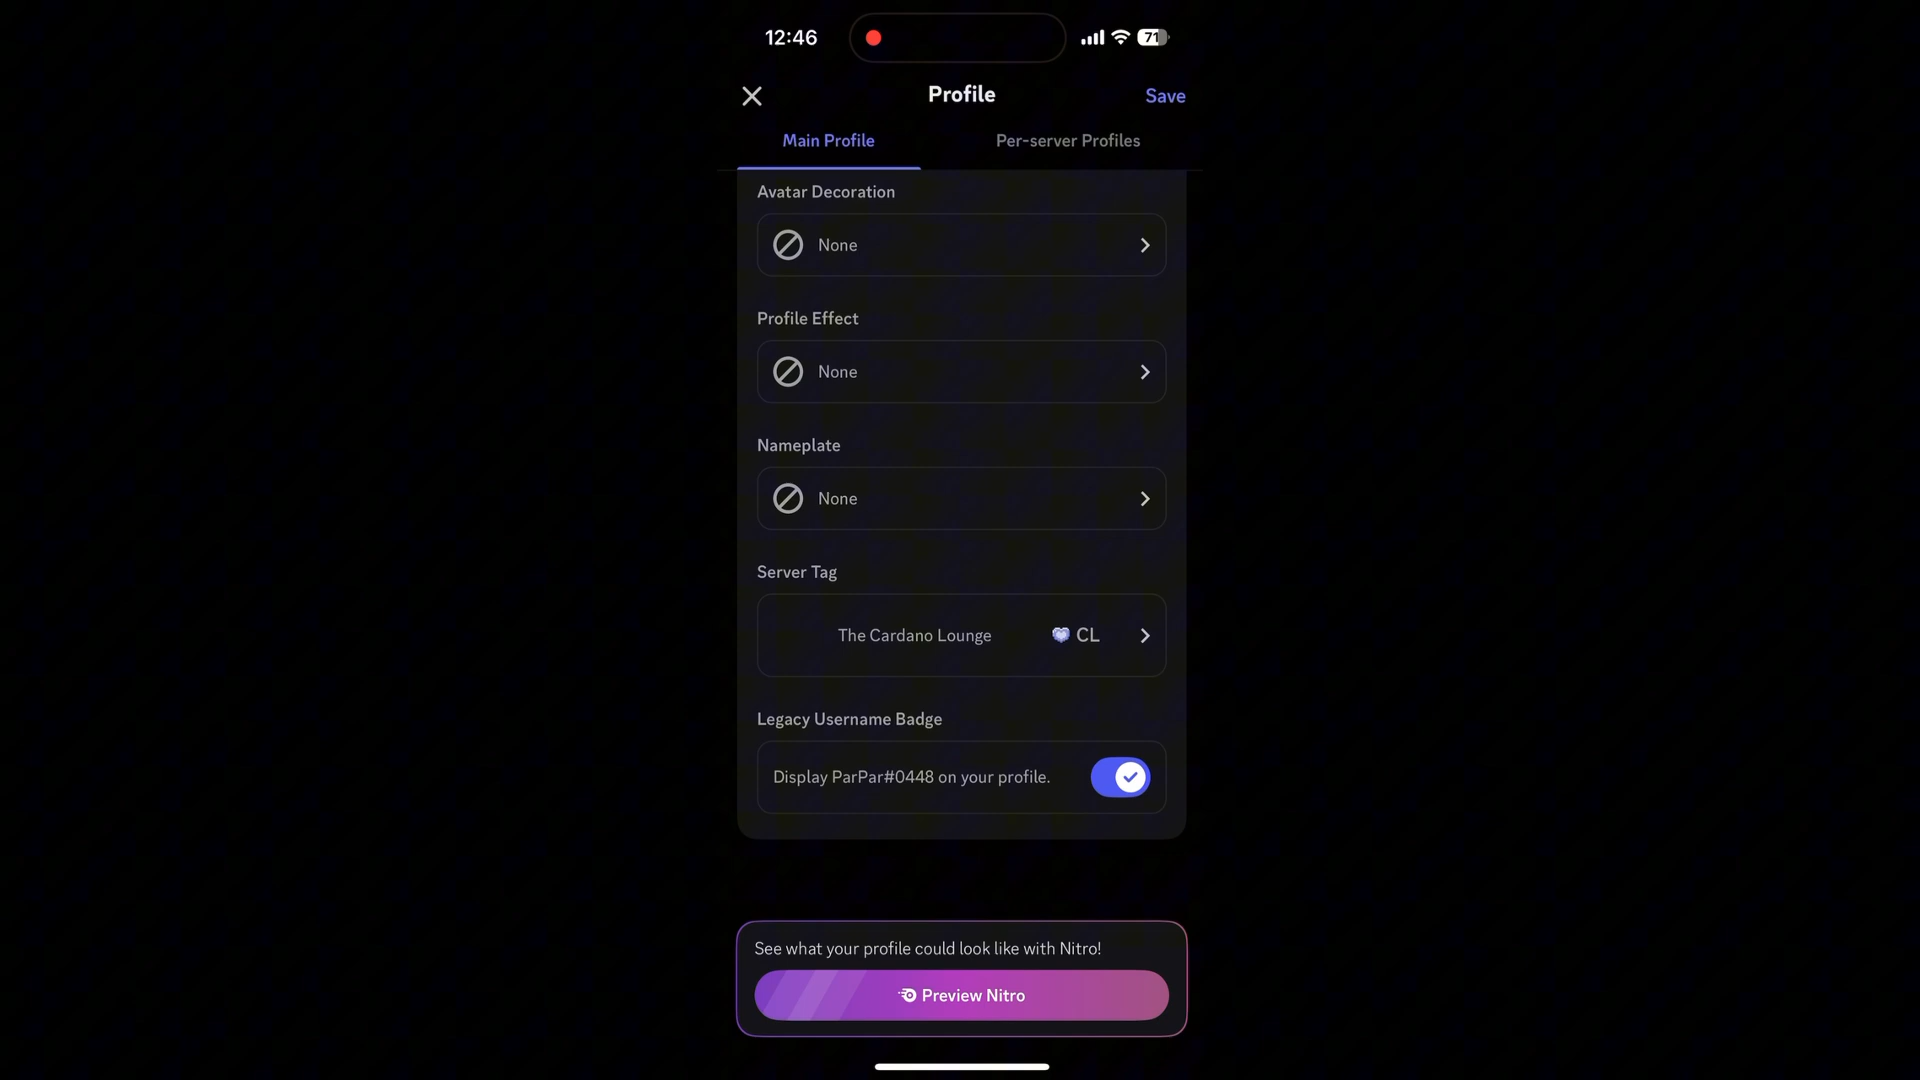 12:46
71
Profile
Save
Main Profile
Per-server Profiles
Avatar Decoration
None
Profile Effect
None
Nameplate
None
Server Tag
The Cardano Lounge
CL
Legacy Username Badge
Display ParPar#0448 on your profile.
See what your profile could look like with Nitro!
Preview Nitro